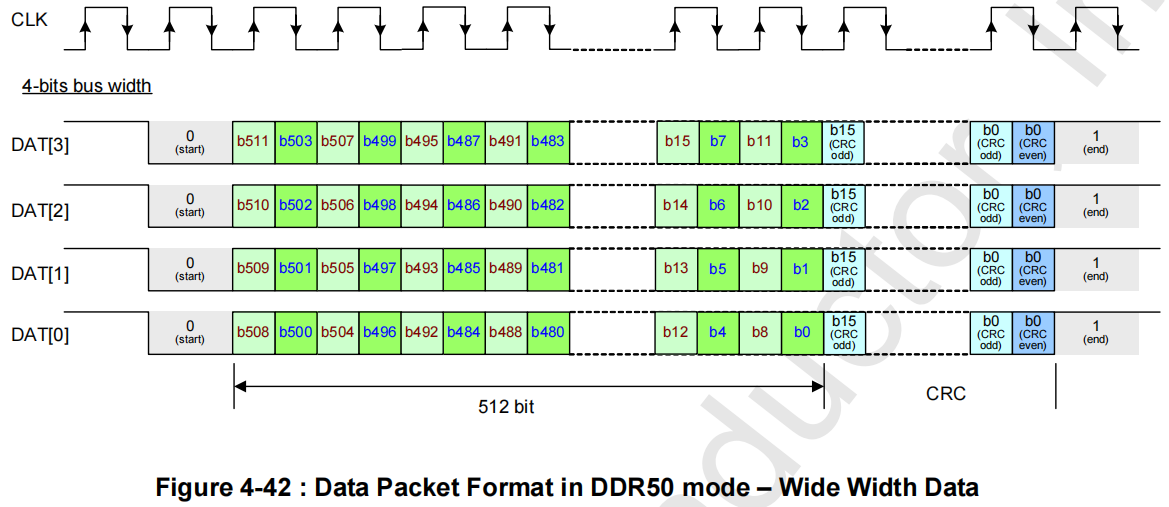 CLK
4-bits bus width
DAT[3] 0 (start) b511 b503 b507 b499 b495 b487 b491 b483 b15 b7 b11 b3 b15 (CRC odd) b0 (CRC odd) b0 (CRC even) 1 (end)
DAT[2] 0 (start) b510 b502 b506 b498 b494 b486 b490 b482 b14 b6 b10 b2 b15 (CRC odd) b0 (CRC odd) b0 (CRC even) 1 (end)
DAT[1] 0 (start) b509 b501 b505 b497 b493 b485 b489 b481 b13 b5 b9 b1 b15 (CRC odd) b0 (CRC odd) b0 (CRC even) 1 (end)
DAT[0] 0 (start) b508 b500 b504 b496 b492 b484 b488 b480 b12 b4 b8 b0 b15 (CRC odd) b0 (CRC odd) b0 (CRC even) 1 (end)
512 bit CRC
Figure 4-42 : Data Packet Format in DDR50 mode – Wide Width Data